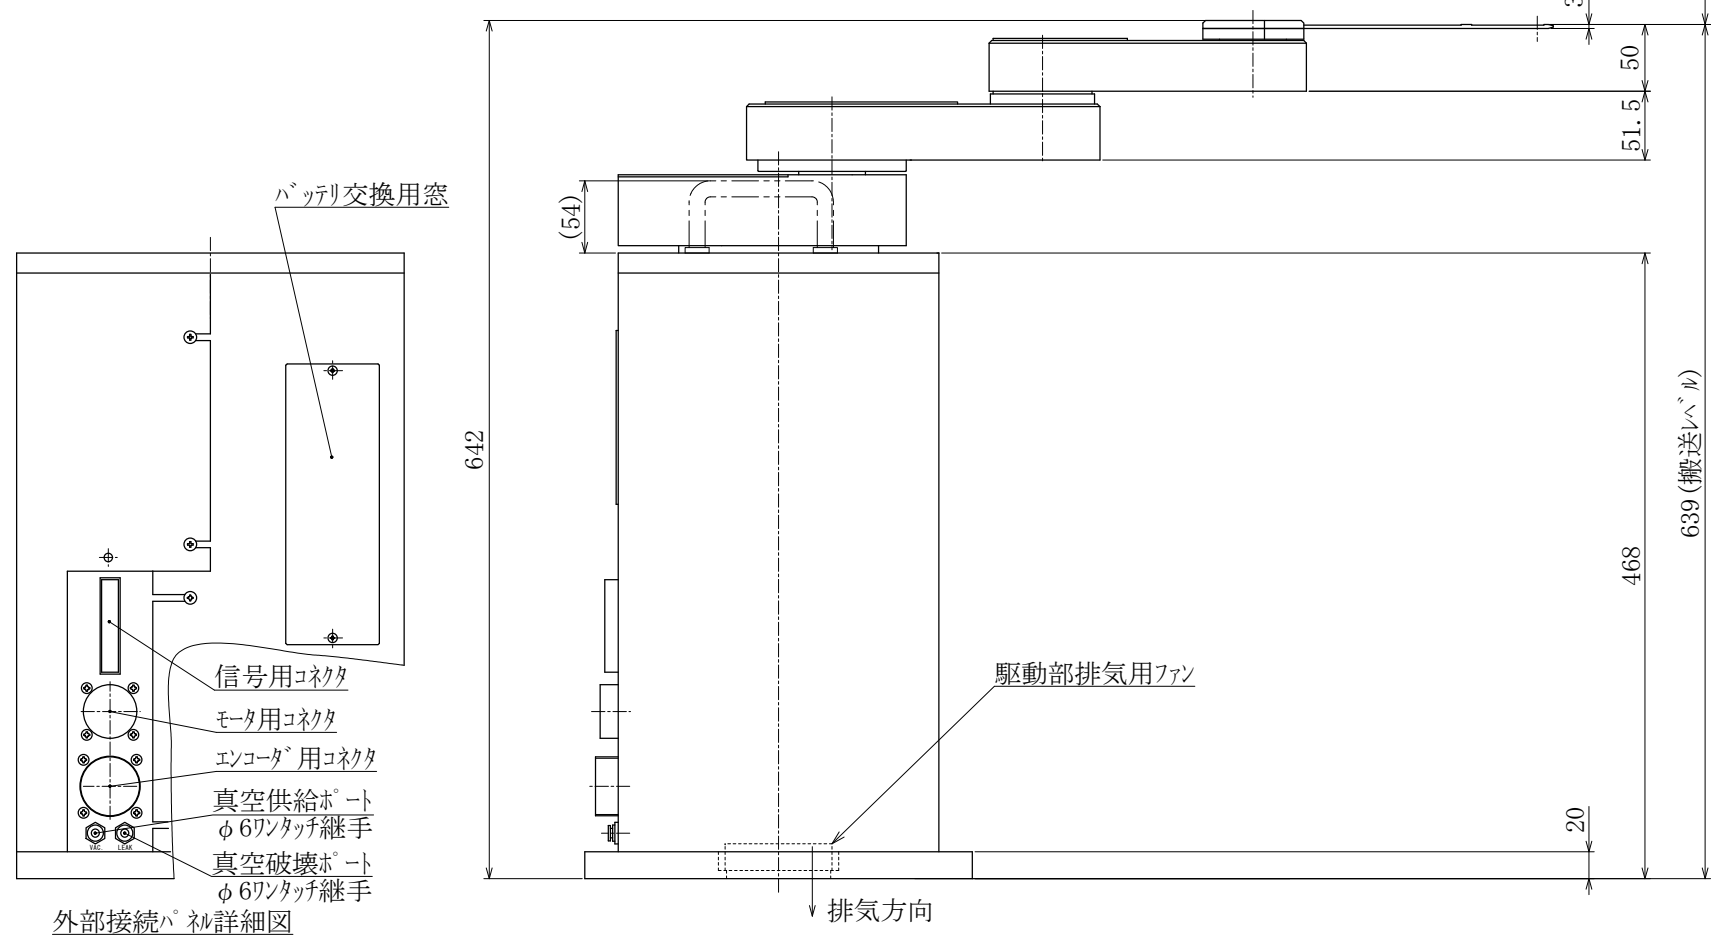 3
50
51.5
バッテリ交換用窓
(54)
642
639(搬送レベル)
468
信号用コネクタ
駆動部排気用ファン
モータ用コネクタ
エンコーダ用コネクタ
真空供給ポート
φ6ワンタッチ継手
20
VAC.
LEAK
真空破壊ポート
φ6ワンタッチ継手
排気方向
外部接続パネル詳細図